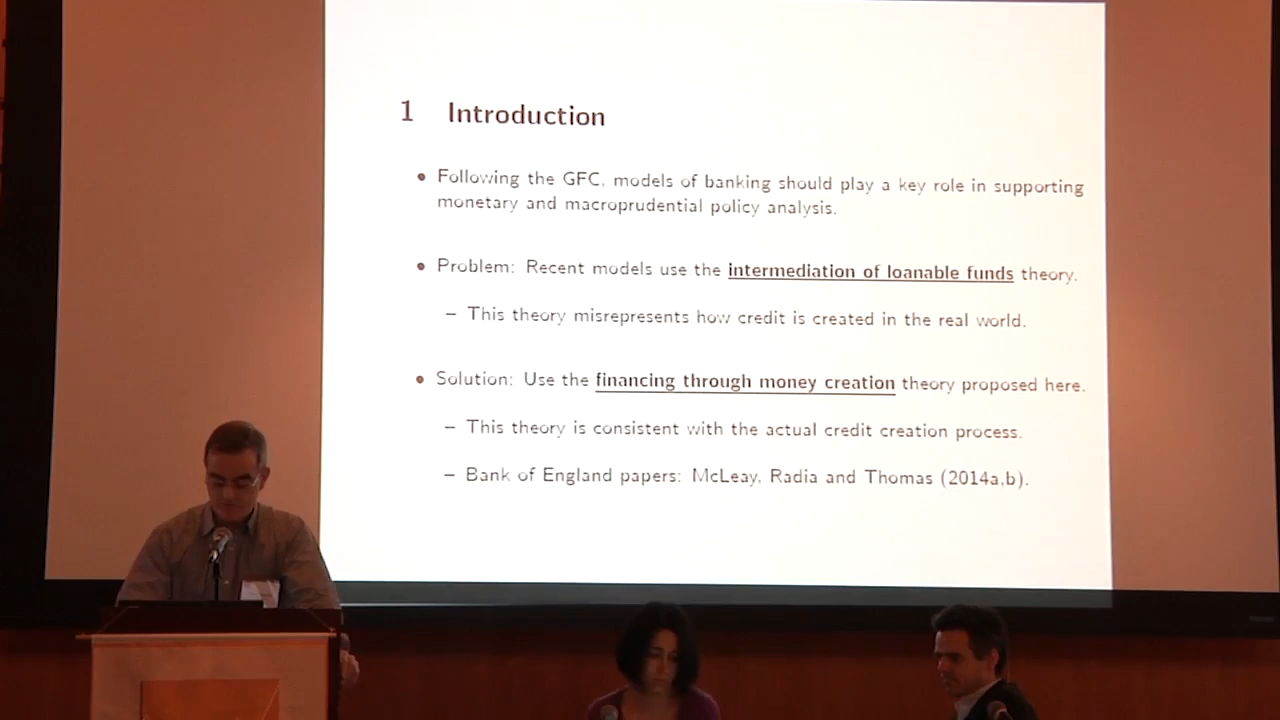 1 Introduction
• Following the GFC, models of banking should play a key role in supporting
monetary and macroprudential policy analysis.
• Problem: Recent models use the intermediation of loanable funds theory.
– This theory misrepresents how credit is created in the real world.
• Solution: Use the financing through money creation theory proposed here.
– This theory is consistent with the actual credit creation process.
– Bank of England papers: McLeay, Radia and Thomas (2014a,b).